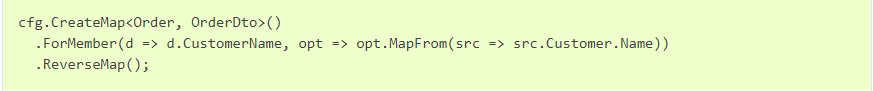 cfg.CreateMap<Order, OrderDto>()
  .ForMember(d => d.CustomerName, opt => opt.MapFrom(src => src.Customer.Name))
  .ReverseMap();